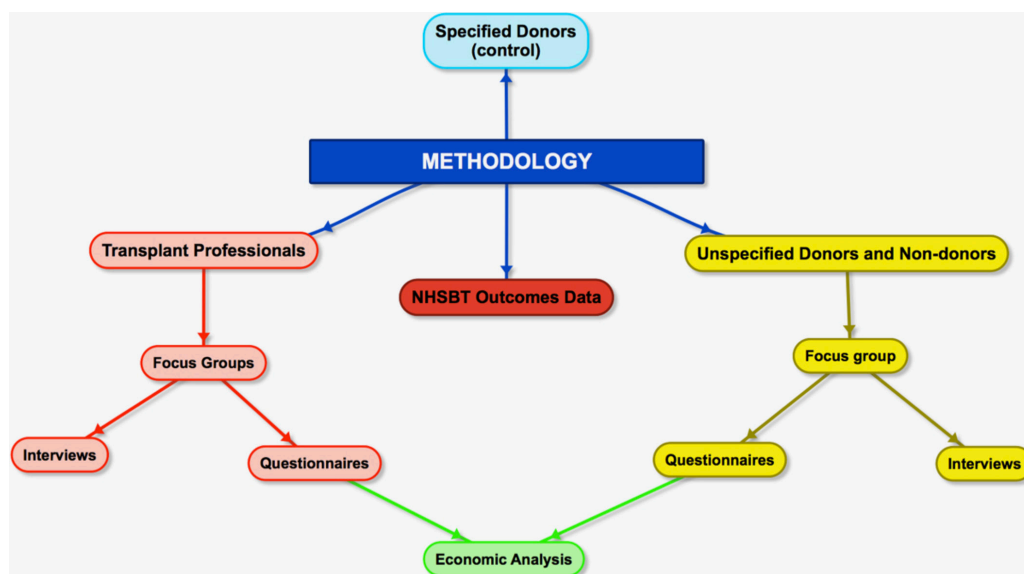 Specified Donors
(control)
METHODOLOGY
Transplant Professionals
Unspecified Donors and Non-donors
NHSBT Outcomes Data
Focus Groups
Focus group
Interviews
Questionnaires
Questionnaires
Interviews
Economic Analysis